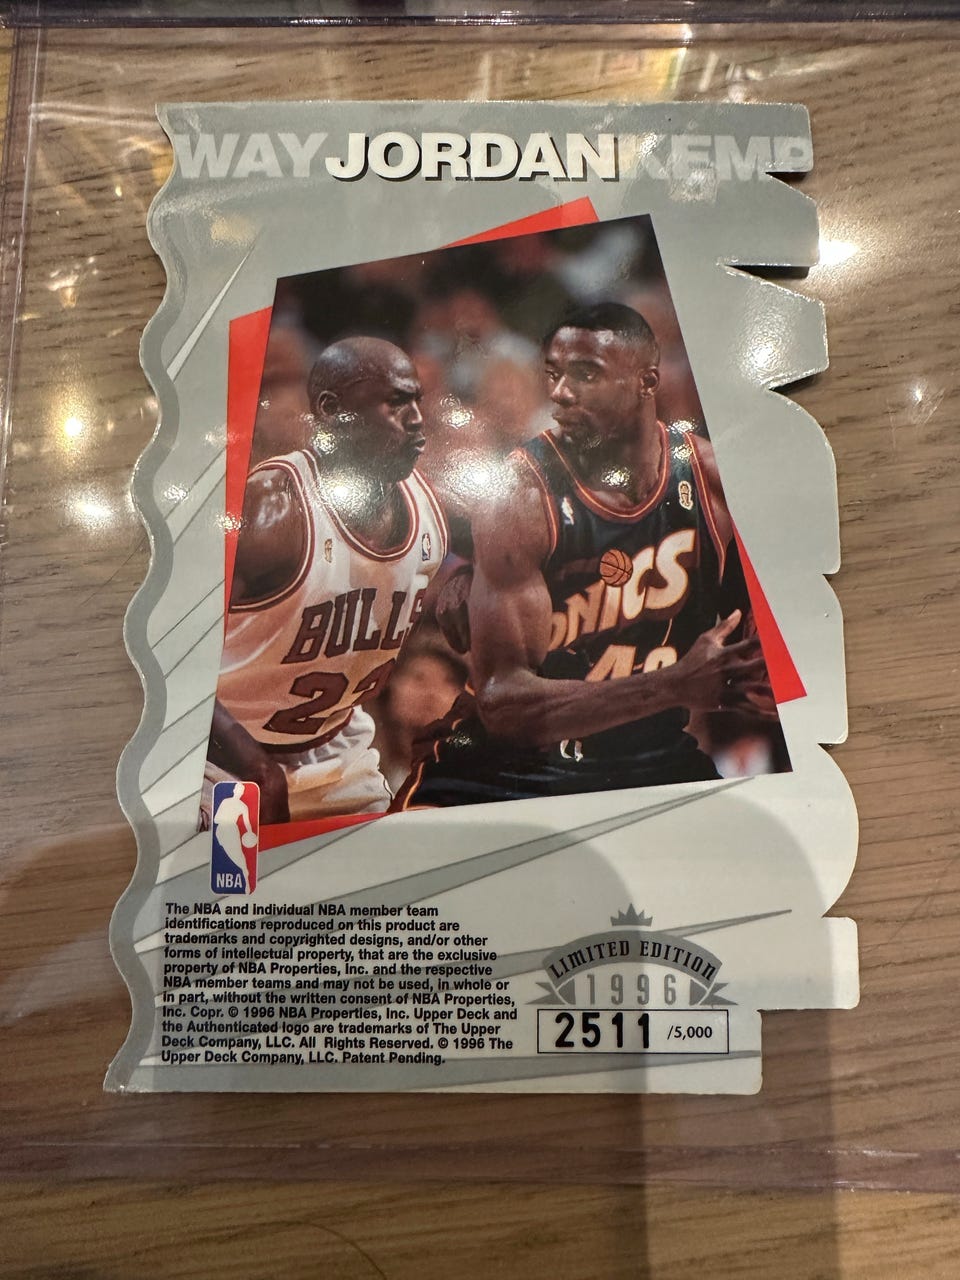 WAY JORDAN KEMP
BULLS
23
ONICS
NBA
The NBA and individual NBA member team
identifications reproduced on this product are
trademarks and copyrighted designs, and/or other
forms of intellectual property, that are the exclusive
property of NBA Properties, Inc. and the respective
NBA member teams and may not be used, in whole or
in part, without the written consent of NBA Properties,
Inc. Copr. © 1996 NBA Properties, Inc. Upper Deck and
the Authenticated logo are trademarks of The Upper
Deck Company, LLC. All Rights Reserved. © 1996 The
Upper Deck Company, LLC. Patent Pending.
LIMITED EDITION
1996
2511 /5,000